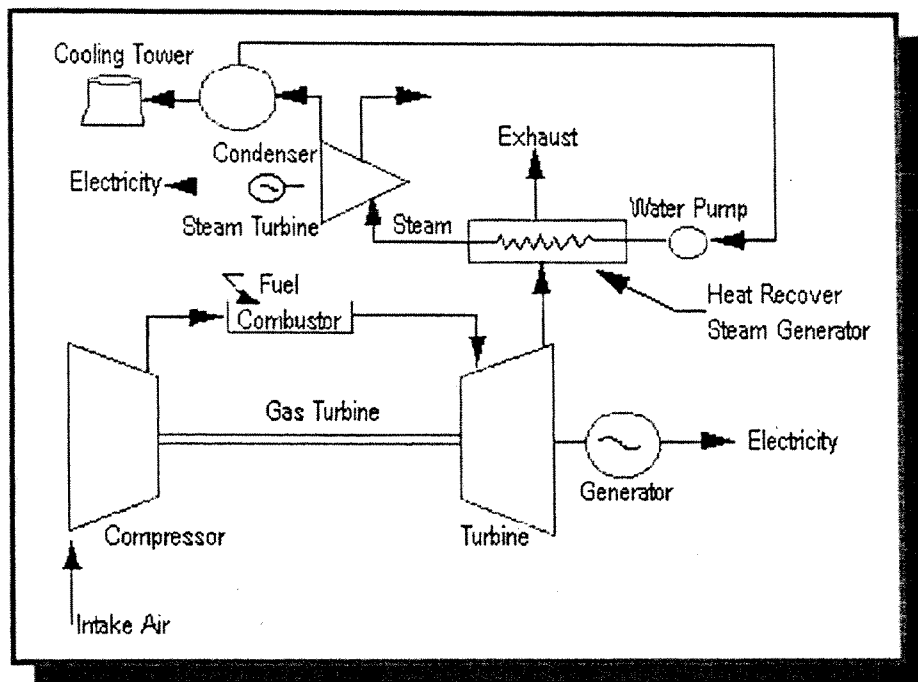 Cooling Tower
Condenser
Exhaust
Electricity
Steam Turbine
Steam
Water Pump
Fuel
Combustor
Heat Recover
Steam Generator
Gas Turbine
Electricity
Generator
Compressor
Turbine
Intake Air